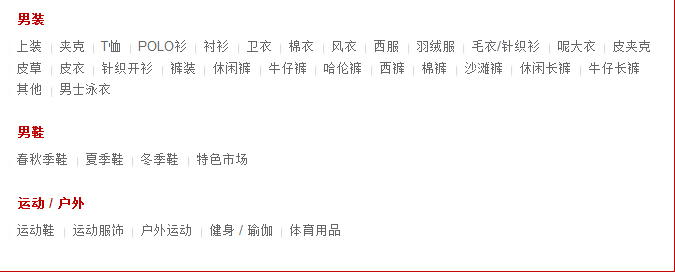 男装
上装 夹克 T恤 POLO衫 衬衫 卫衣 棉衣 风衣 西服 羽绒服 毛衣/针织衫 呢大衣 皮夹克
皮草 皮衣 针织开衫 裤装 休闲裤 牛仔裤 哈伦裤 西裤 棉裤 沙滩裤 休闲长裤 牛仔长裤
其他 男士泳衣
男鞋
春秋季鞋 夏季鞋 冬季鞋 特色市场
运动 / 户外
运动鞋 运动服饰 户外运动 健身 / 瑜伽 体育用品